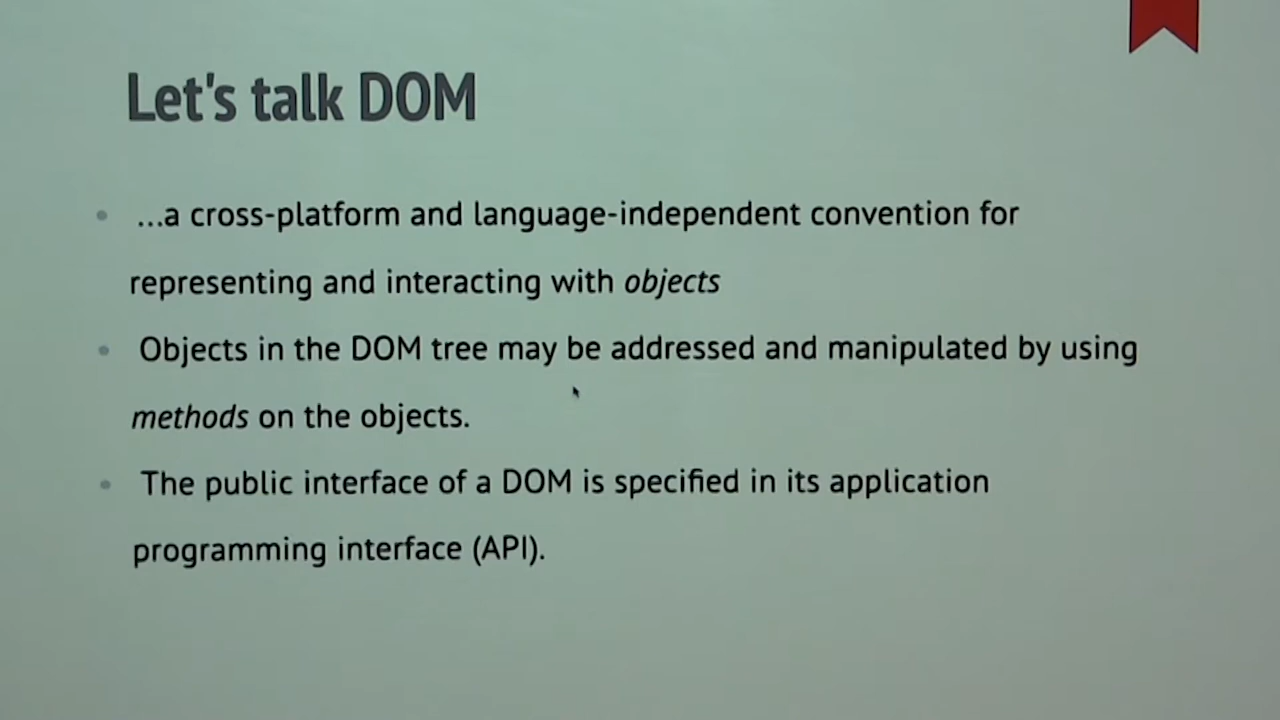 Let's talk DOM
...a cross-platform and language-independent convention for
representing and interacting with objects
Objects in the DOM tree may be addressed and manipulated by using
methods on the objects.
The public interface of a DOM is specified in its application
programming interface (API).